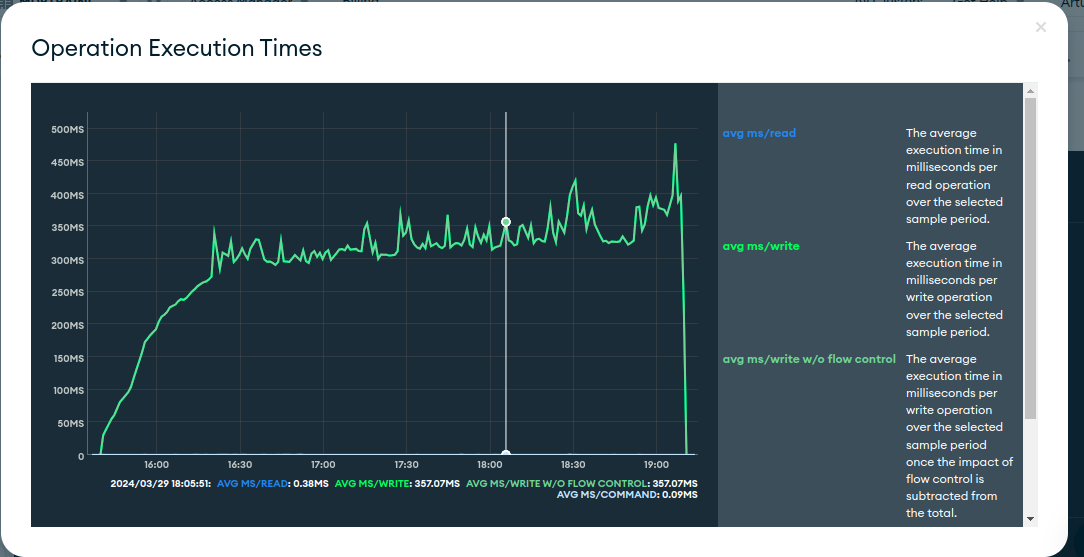 Access Manager
Billing
Get Help
Operation Execution Times
×
500MS
450MS
400MS
350MS
300MS
250MS
200MS
150MS
100MS
50MS
0
16:00
16:30
17:00
17:30
18:00
18:30
19:00
2024/03/29 18:05:51: AVG MS/READ: 0.38MS AVG MS/WRITE: 357.07MS AVG MS/WRITE W/O FLOW CONTROL: 357.07MS
AVG MS/COMMAND: 0.09MS
avg ms/read
The average
execution time in
milliseconds per
read operation
over the selected
sample period.
avg ms/write
The average
execution time in
milliseconds per
write operation
over the selected
sample period.
avg ms/write w/o flow control
The average
execution time in
milliseconds per
write operation
over the selected
sample period
once the impact of
flow control is
subtracted from
the total.